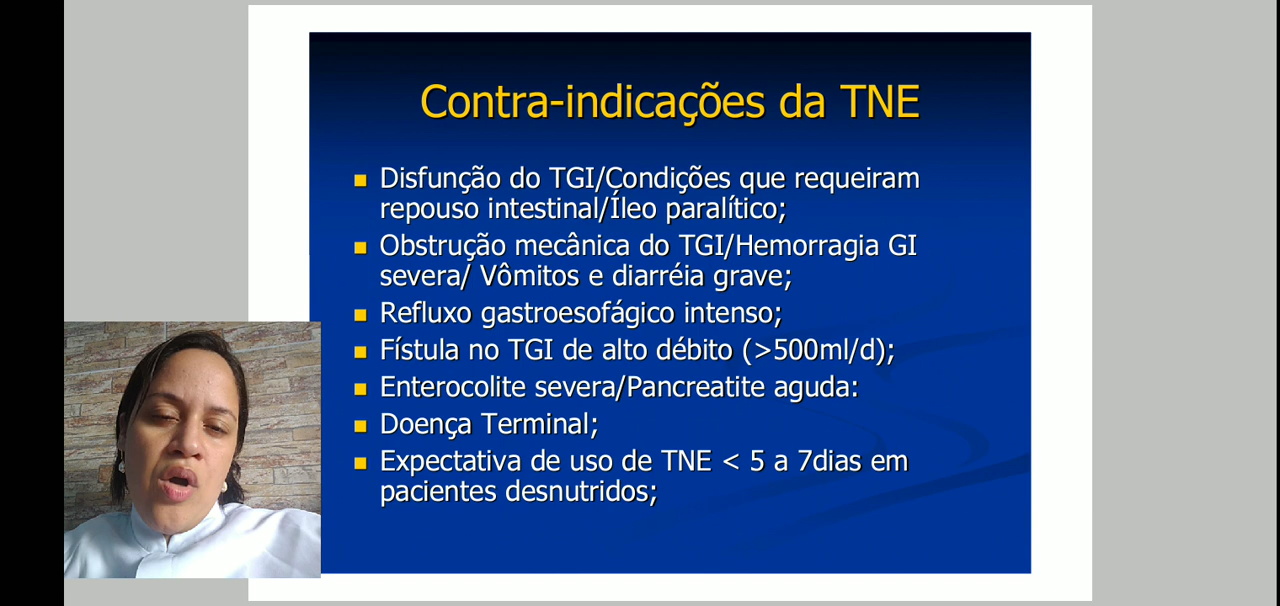 Contra-indicações da TNE
Disfunção do TGI/Condições que requeiram
repouso intestinal/Íleo paralítico;
Obstrução mecânica do TGI/Hemorragia GI
severa/ Vômitos e diarréia grave;
Refluxo gastroesofágico intenso;
Fístula no TGI de alto débito (>500ml/d);
Enterocolite severa/Pancreatite aguda:
Doença Terminal;
Expectativa de uso de TNE < 5 a 7dias em
pacientes desnutridos;